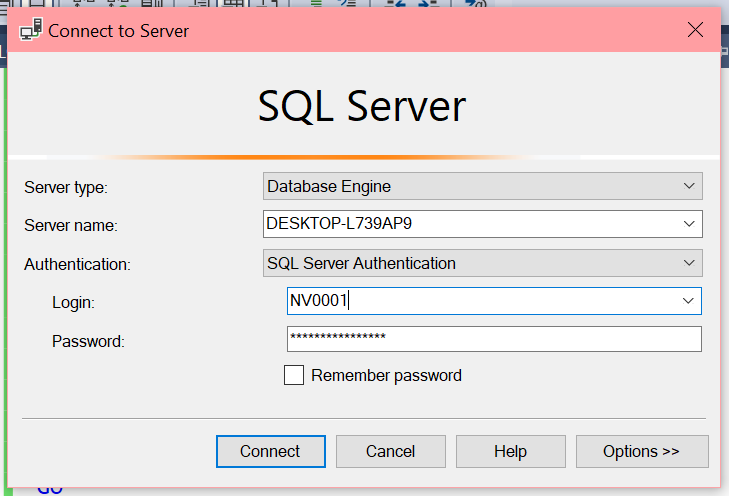 Connect to Server
SQL Server
Server type: Database Engine
Server name: DESKTOP-L739AP9
Authentication: SQL Server Authentication
Login: NV0001
Password: ****************
Remember password
Connect Cancel Help Options >>
GO